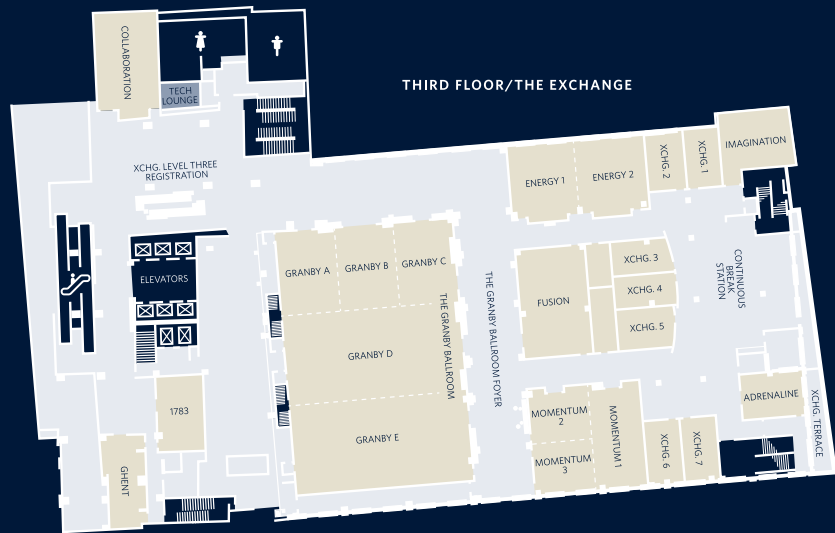 THIRD FLOOR/THE EXCHANGE
COLLABORATION
TECH
LOUNGE
XCHG. LEVEL THREE
REGISTRATION
ELEVATORS
1783
GHENT
GRANBY A
GRANBY B
GRANBY C
GRANBY D
GRANBY E
THE GRANBY BALLROOM
THE GRANBY BALLROOM FOYER
ENERGY 1
ENERGY 2
XCHG. 2
XCHG. 1
IMAGINATION
FUSION
XCHG. 3
XCHG. 4
XCHG. 5
CONTINUOUS
BREAK
STATION
MOMENTUM
2
MOMENTUM
3
MOMENTUM 1
XCHG. 6
XCHG. 7
ADRENALINE
XCHG. TERRACE